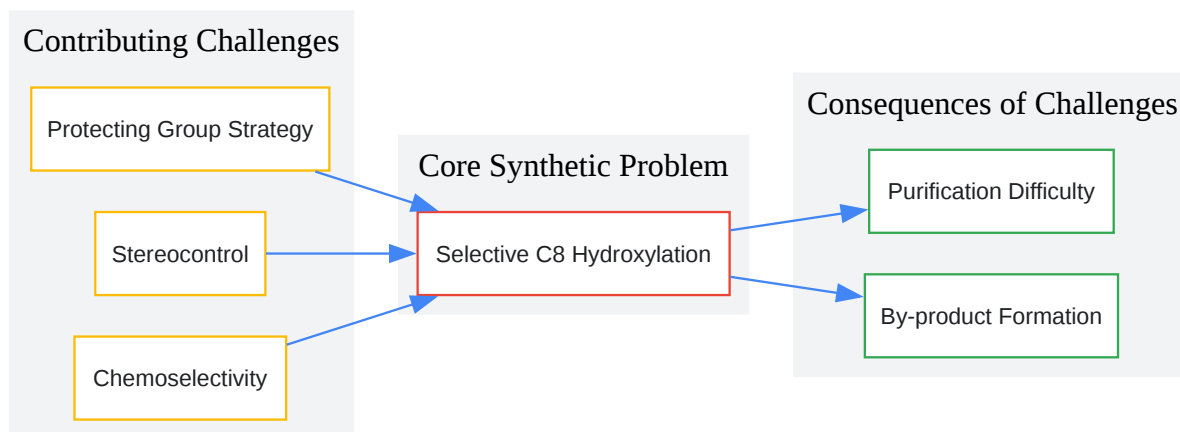 Contributing Challenges
Protecting Group Strategy
Stereocontrol
Chemoselectivity
Core Synthetic Problem
Selective C8 Hydroxylation
Consequences of Challenges
Purification Difficulty
By-product Formation